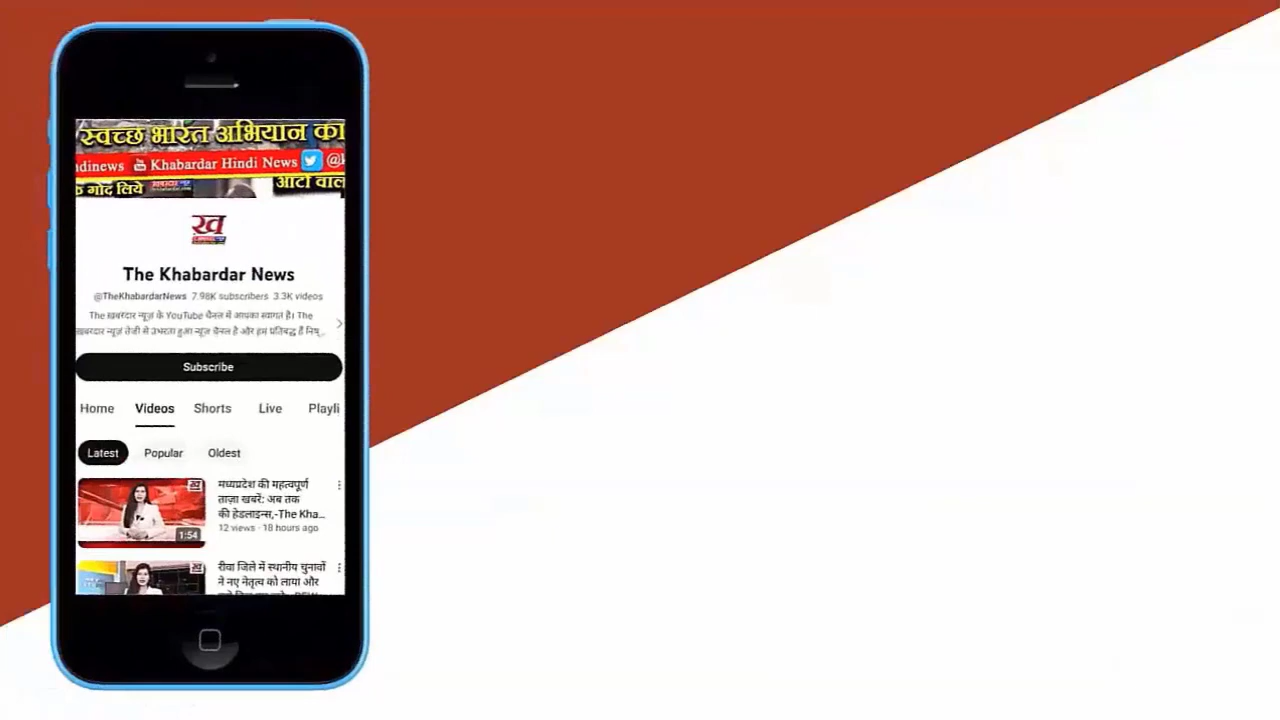 स्वच्छ भारत अभियान का
dinews Khabardar Hindi News @
गोद लिये
आटा वाल
ख
The Khabardar News
@TheKhabardarNews 7.98K subscribers 3.3K videos
The ख़बरदार न्यूज़ के YouTube चैनल में आपका स्वागत है। The
खबरदार न्यूज़ तेजी से उभरता हुआ न्यूज़ चैनल है और हम प्रतिबद्ध हैं निष्...
Subscribe
Home Videos Shorts Live Playli
Latest Popular Oldest
मध्यप्रदेश की महत्वपूर्ण
ताज़ा खबरें: अब तक
की हेडलाइन्स,-The Kha...
12 views · 18 hours ago
1:54
रीवा जिले में स्थानीय चुनावों
ने नए नेतृत्व को लाया और